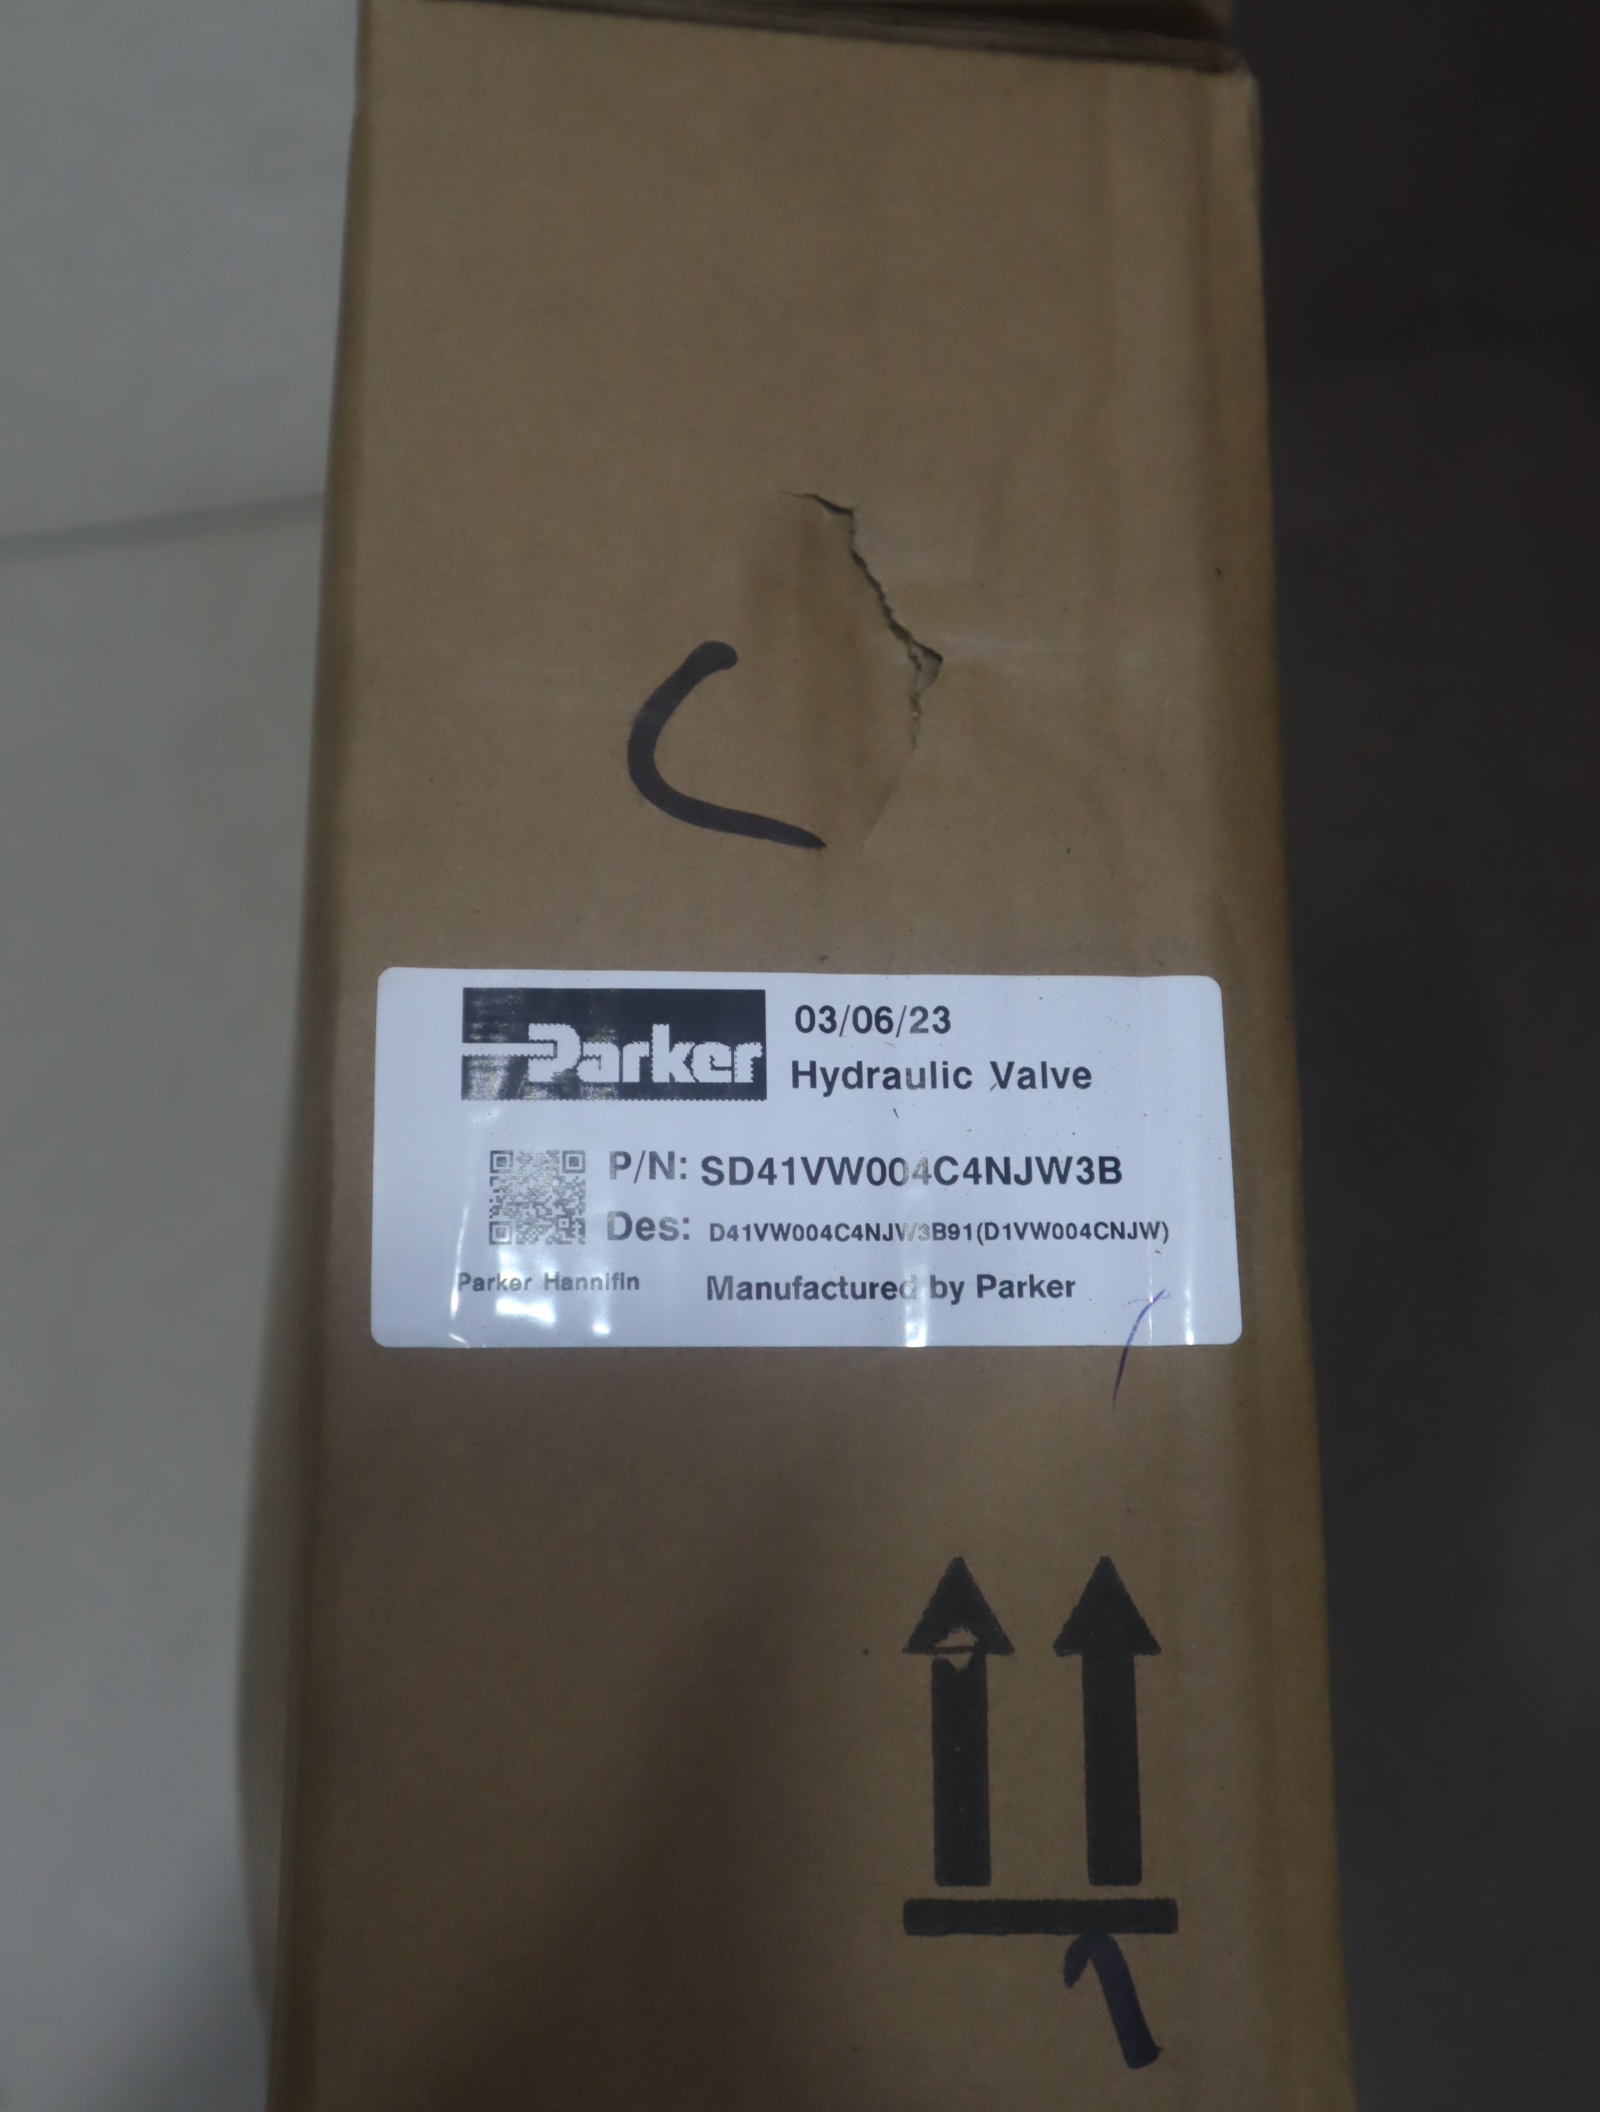 Parker
03/06/23
Hydraulic Valve
P/N: SD41VW004C4NJW3B
Des: D41VW004C4NJW3B91(D1VW004CNJW)
Parker Hannifin Manufactured by Parker